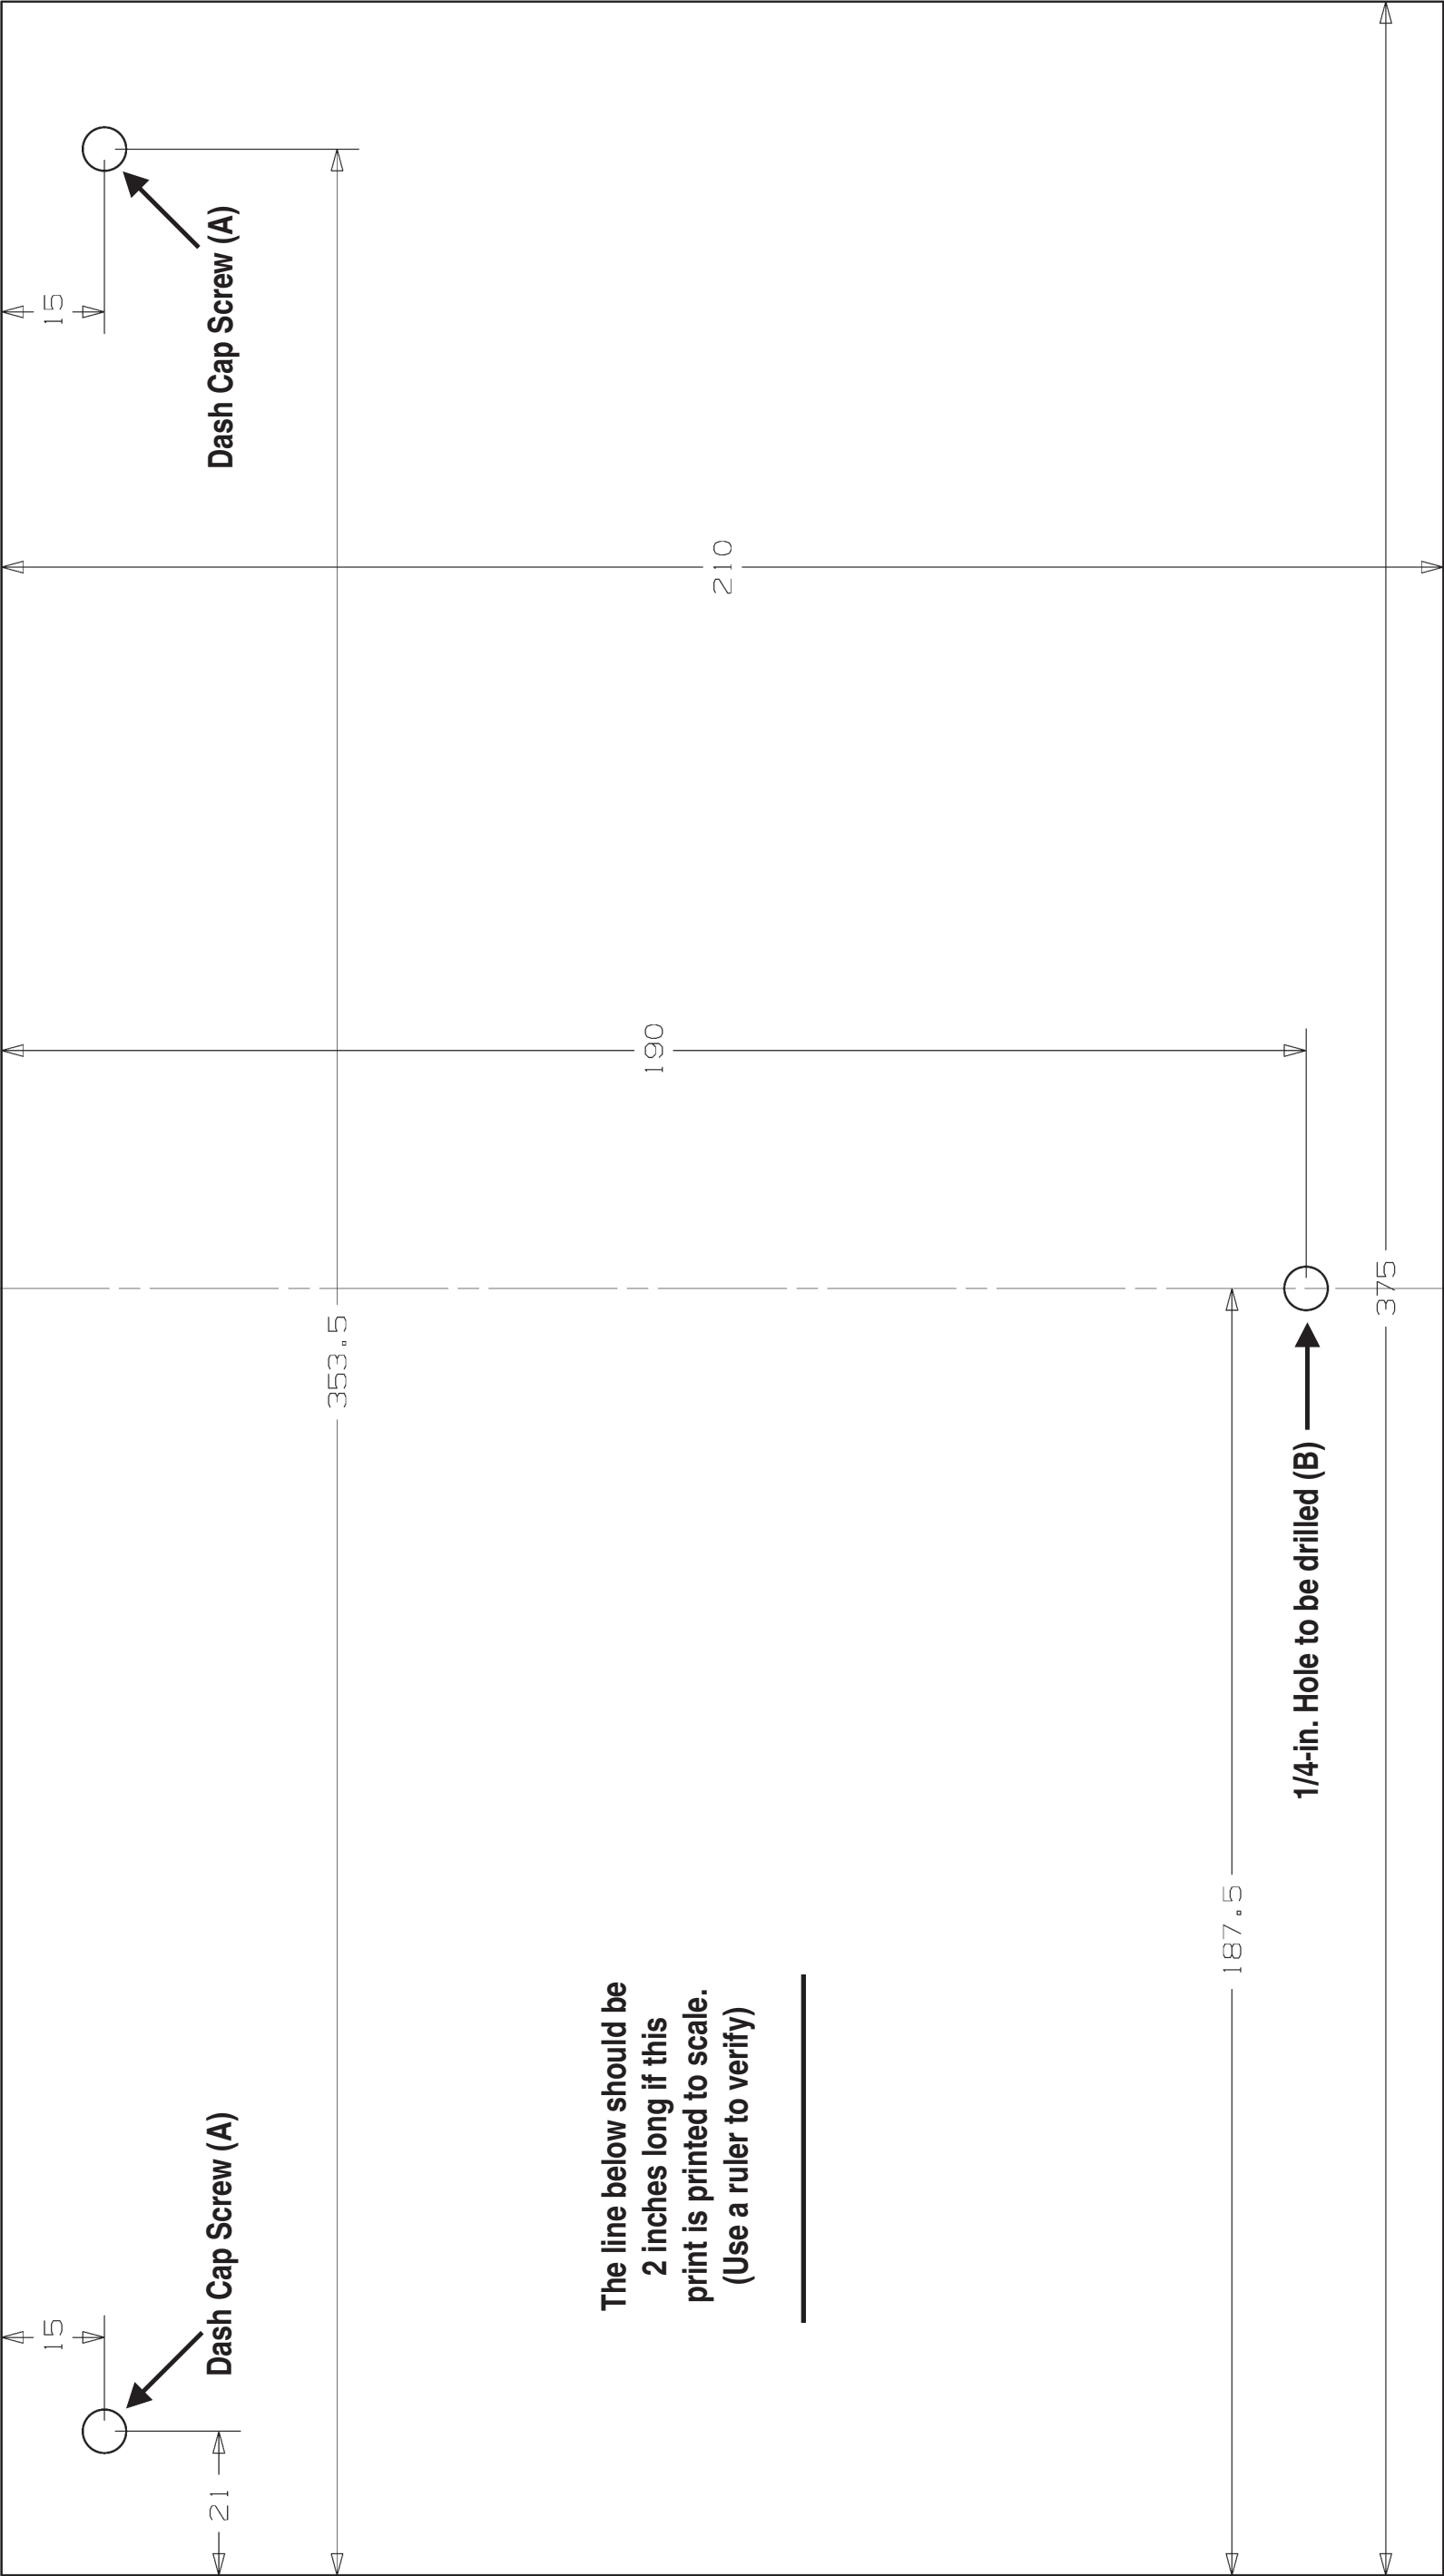 15
Dash Cap Screw (A)
21
15
Dash Cap Screw (A)
353.5
The line below should be
2 inches long if this
print is printed to scale.
(Use a ruler to verify)
190
210
187.5
1/4-in. Hole to be drilled (B)
375